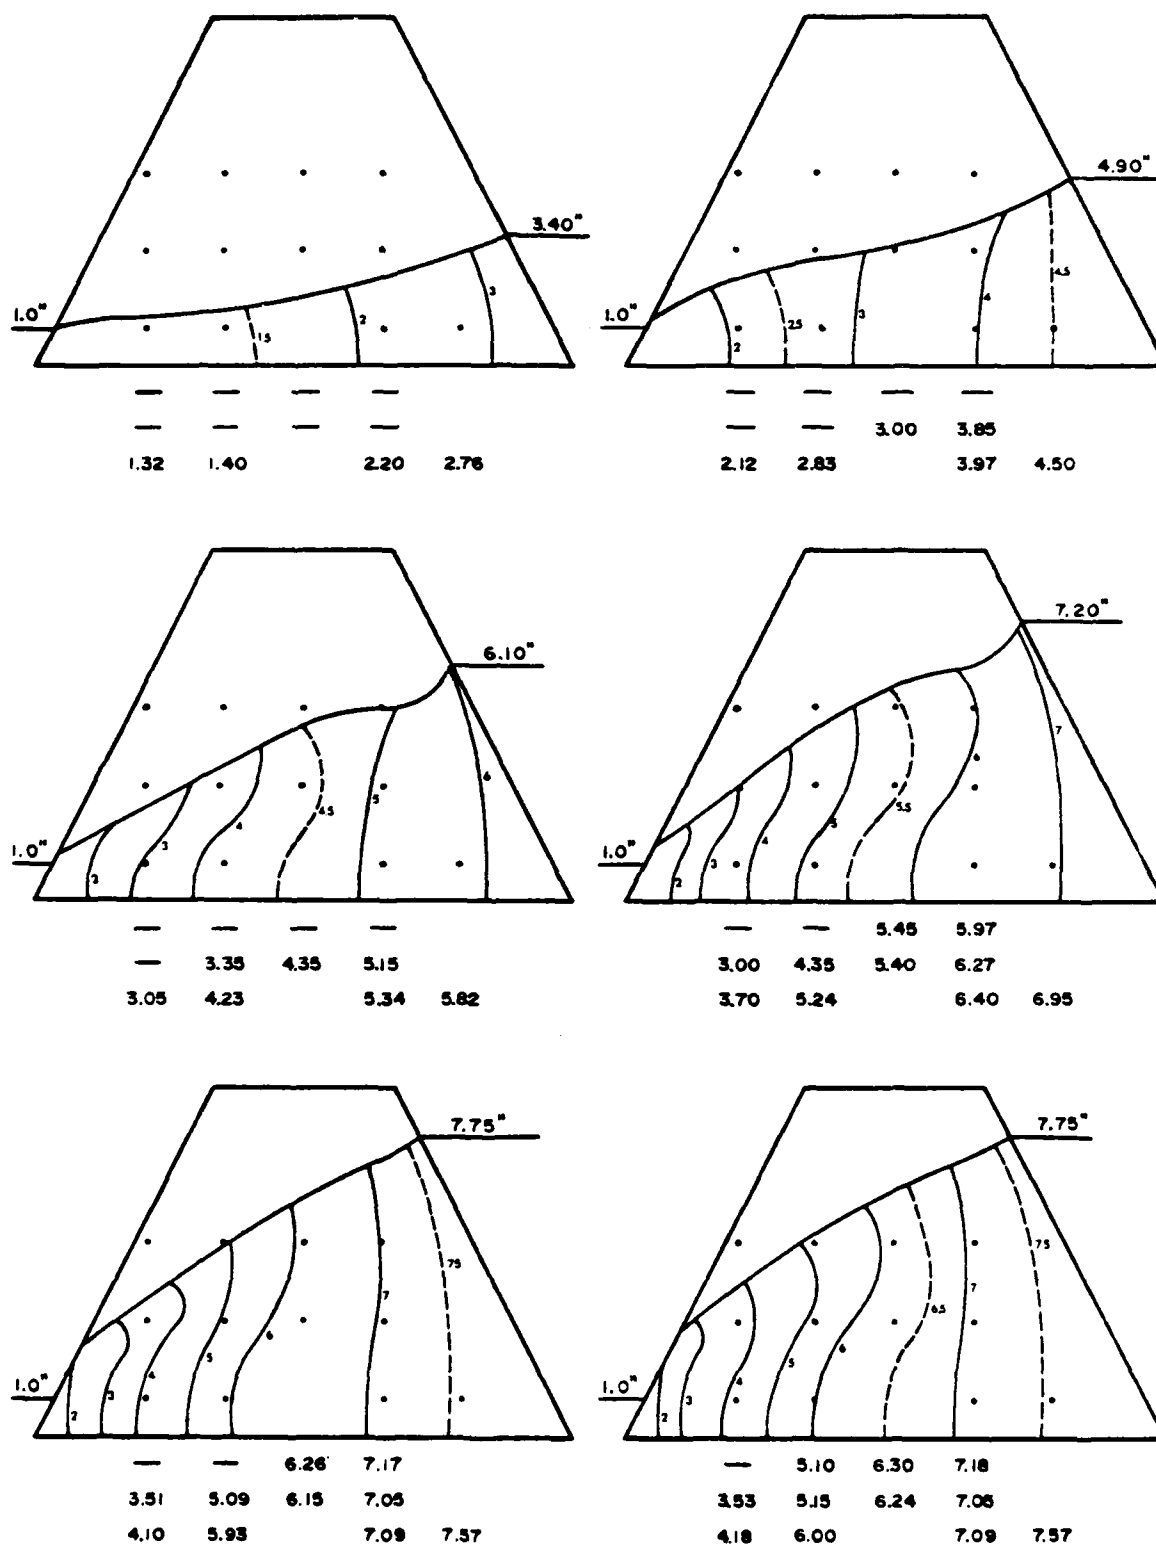 3.40"
1.0"
3
2
1.5
— — — —
— — — —
1.32 1.40 2.20 2.76
4.90"
1.0"
4.5
4
3
2.5
2
— — — —
— — 3.00 3.85
2.12 2.83 3.97 4.50
6.10"
1.0"
2
3
4
4.5
5
6
— — — —
— 3.35 4.35 5.15
3.05 4.23 5.34 5.82
7.20"
1.0"
2
3
4
5
5.5
6
7
— — 5.45 5.97
3.00 4.35 5.40 6.27
3.70 5.24 6.40 6.95
7.75"
1.0"
2
3
4
5
6
7
7.5
— — 6.26 7.17
3.51 5.09 6.15 7.05
4.10 5.93 7.09 7.57
7.75"
1.0"
2
3
4
5
6
6.5
7
7.5
— 5.10 6.30 7.18
3.53 5.15 6.24 7.06
4.18 6.00 7.09 7.57